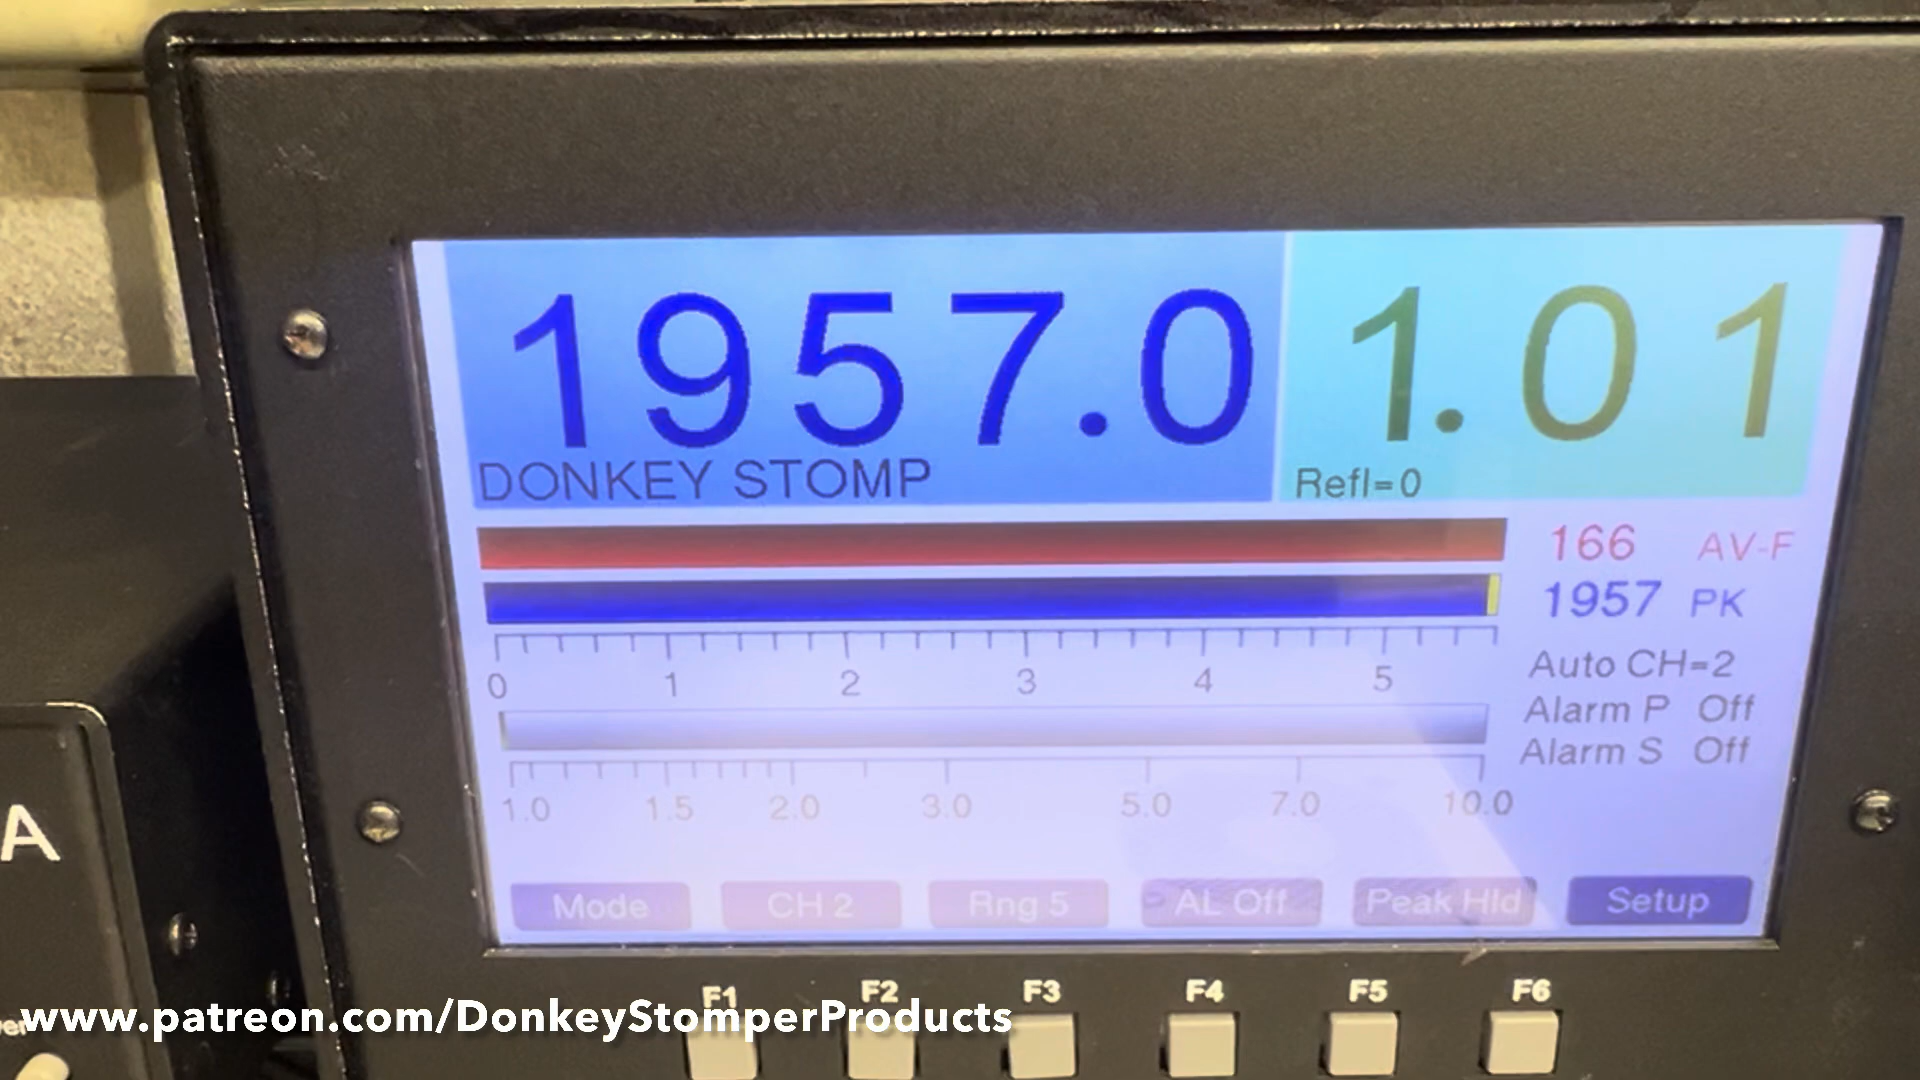 1957.0
1.01
DONKEY STOMP
Refl=0
166 AV-F
1957 PK
0 1 2 3 4 5
Auto CH=2
Alarm P Off
Alarm S Off
1.0 1.5 2.0 3.0 5.0 7.0 10.0
A
Mode CH 2 Rng 5 AL Off Peak Hld Setup
F1 F2 F3 F4 F5 F6
www.patreon.com/DonkeyStomperProducts